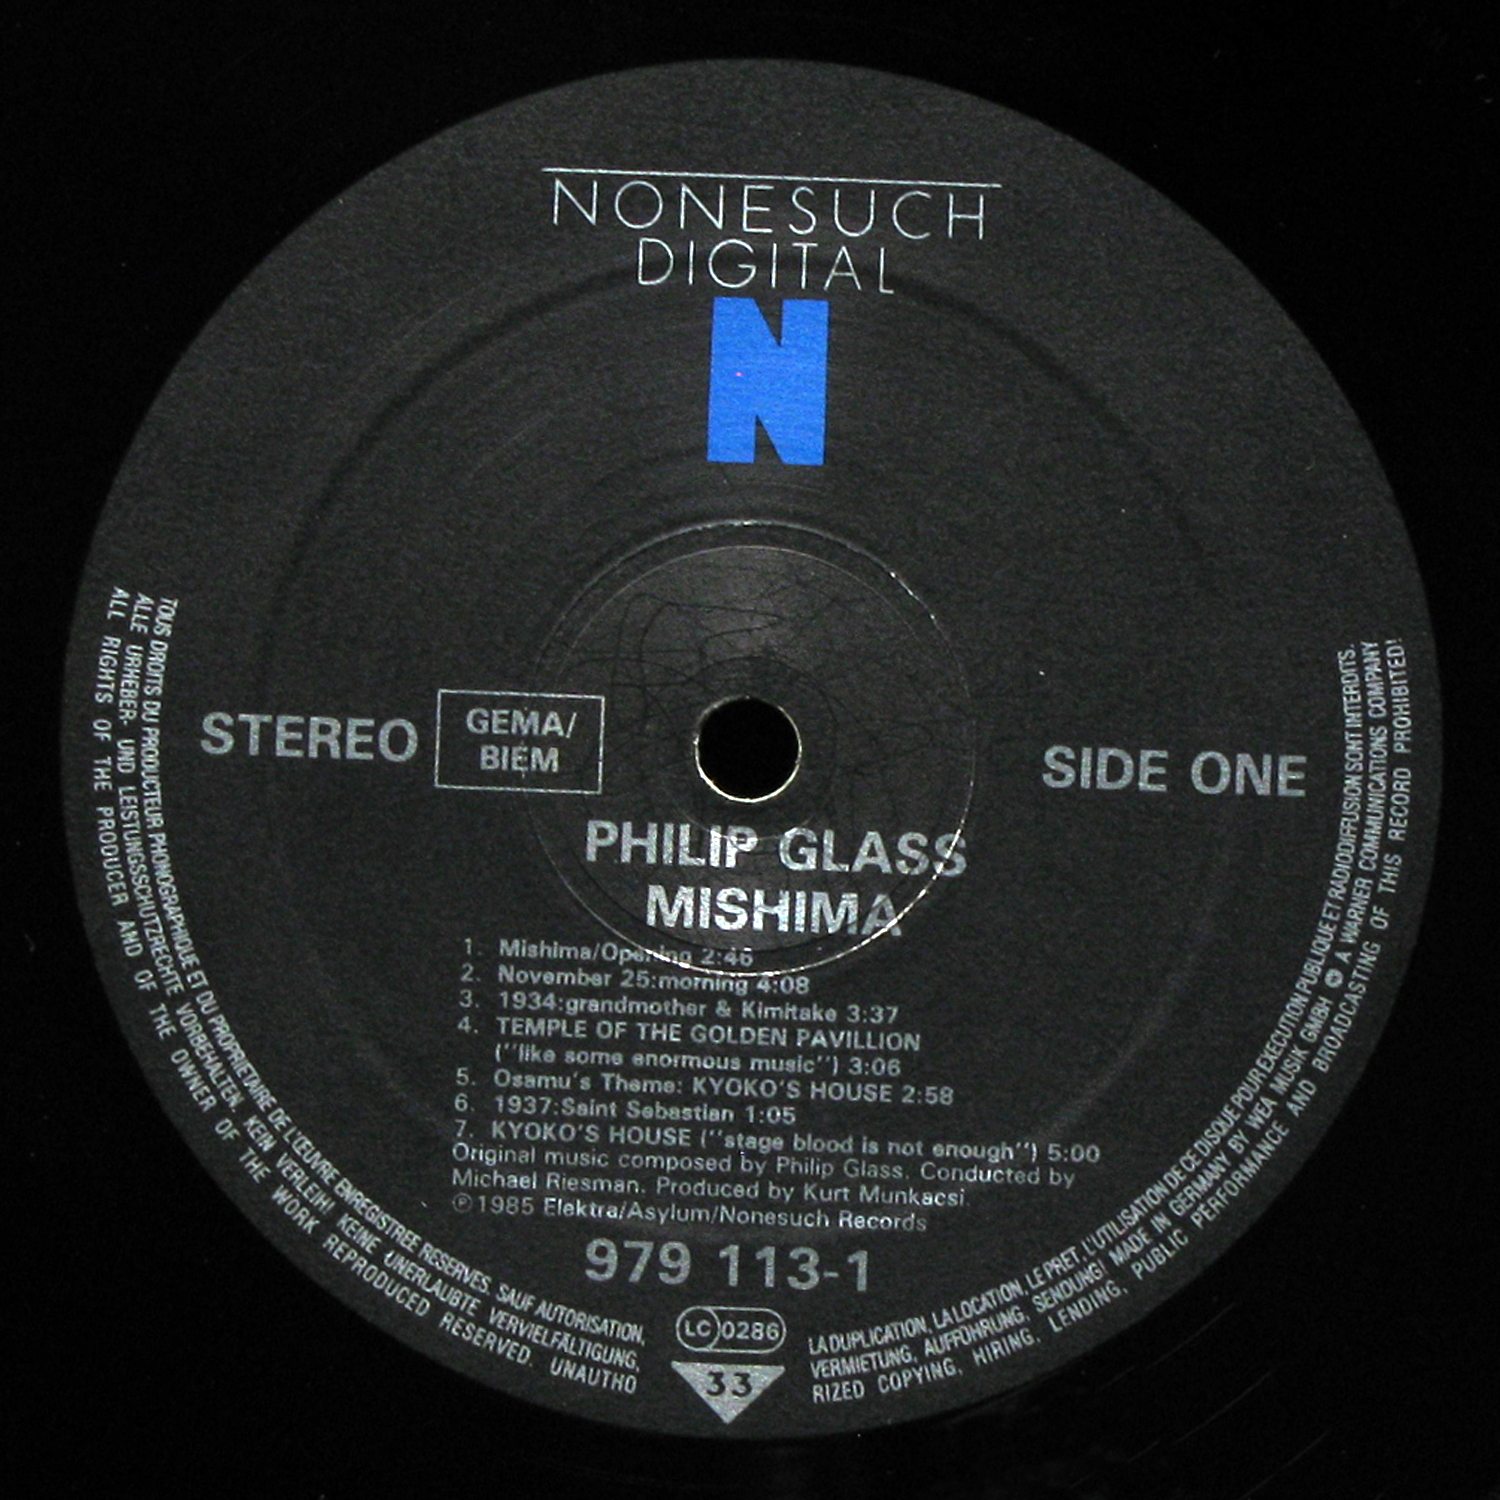 NONESUCH
DIGITAL
N
STEREO
GEMA/
BIEM
SIDE ONE
PHILIP GLASS
MISHIMA
1. Mishima/Opening 2:46
2. November 25:morning 4:08
3. 1934:grandmother & Kimitake 3:37
4. TEMPLE OF THE GOLDEN PAVILLION
(''like some enormous music'') 3:06
5. Osamu's Theme: KYOKO'S HOUSE 2:58
6. 1937:Saint Sebastian 1:05
7. KYOKO'S HOUSE (''stage blood is not enough'') 5:00
Original music composed by Philip Glass. Conducted by
Michael Riesman. Produced by Kurt Munkacsi.
℗1985 Elektra/Asylum/Nonesuch Records
979 113-1
LC 0286
33
TOUS DROITS DU PRODUCTEUR PHONOGRAPHIQUE ET DU PROPRIETAIRE DE L'ŒUVRE ENREGISTREE RESERVES. SAUF AUTORISATION, LA DUPLICATION, LA LOCATION, LE PRET, L'UTILISATION DE CE DISQUE POUR EXECUTION PUBLIQUE ET RADIODIFFUSION SONT INTERDITS.
ALLE URHEBER- UND LEISTUNGSSCHUTZRECHTE VORBEHALTEN. KEIN VERLEIH! KEINE UNERLAUBTE VERVIELFÄLTIGUNG, VERMIETUNG, AUFFÜHRUNG, SENDUNG! MADE IN GERMANY BY WEA MUSIK GMBH A WARNER COMMUNICATIONS COMPANY
ALL RIGHTS OF THE PRODUCER AND OF THE OWNER OF THE WORK REPRODUCED RESERVED. UNAUTHO RIZED COPYING, HIRING, LENDING, PUBLIC PERFORMANCE AND BROADCASTING OF THIS RECORD PROHIBITED!